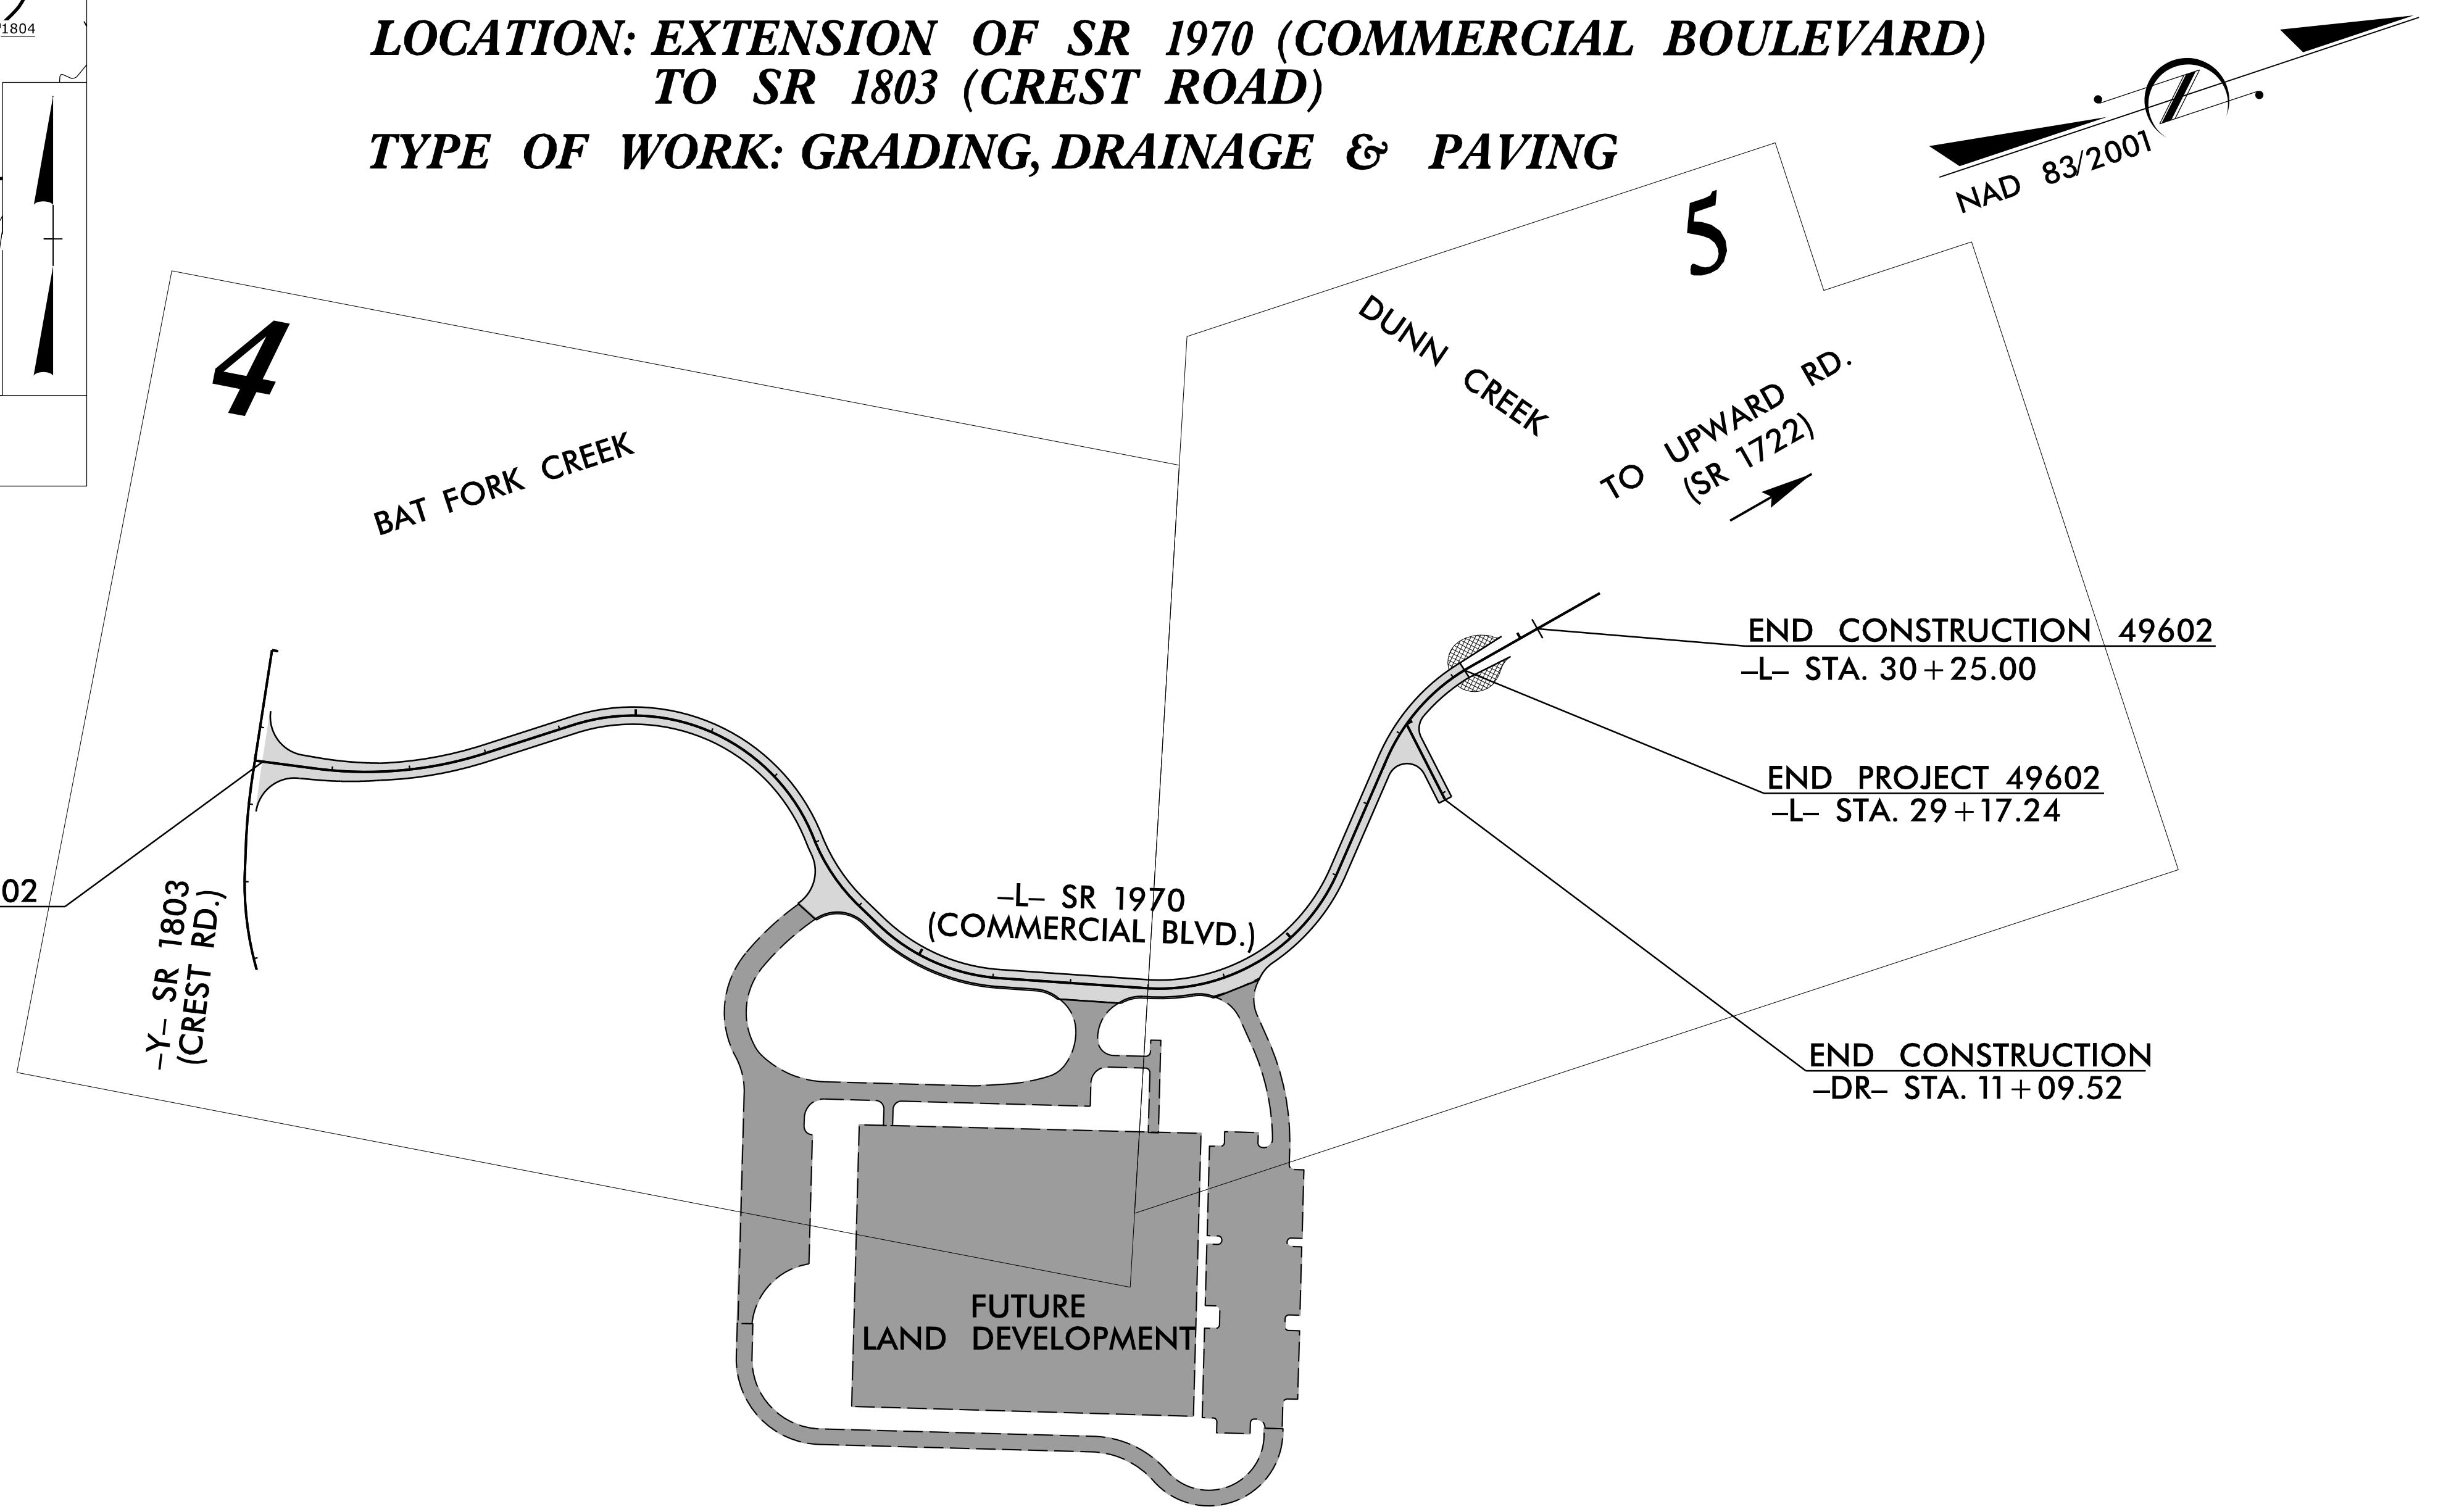 1804
LOCATION: EXTENSION OF SR 1970 (COMMERCIAL BOULEVARD)
TO SR 1803 (CREST ROAD)
TYPE OF WORK: GRADING, DRAINAGE & PAVING
NAD 83/2001
5
4
DUNN CREEK
BAT FORK CREEK
TO UPWARD RD.
(SR 1722)
END CONSTRUCTION 49602
–L– STA. 30+25.00
END PROJECT 49602
–L– STA. 29+17.24
02
–Y– SR 1803
(CREST RD.)
–L– SR 1970
(COMMERCIAL BLVD.)
END CONSTRUCTION
–DR– STA. 11+09.52
FUTURE
LAND DEVELOPMENT